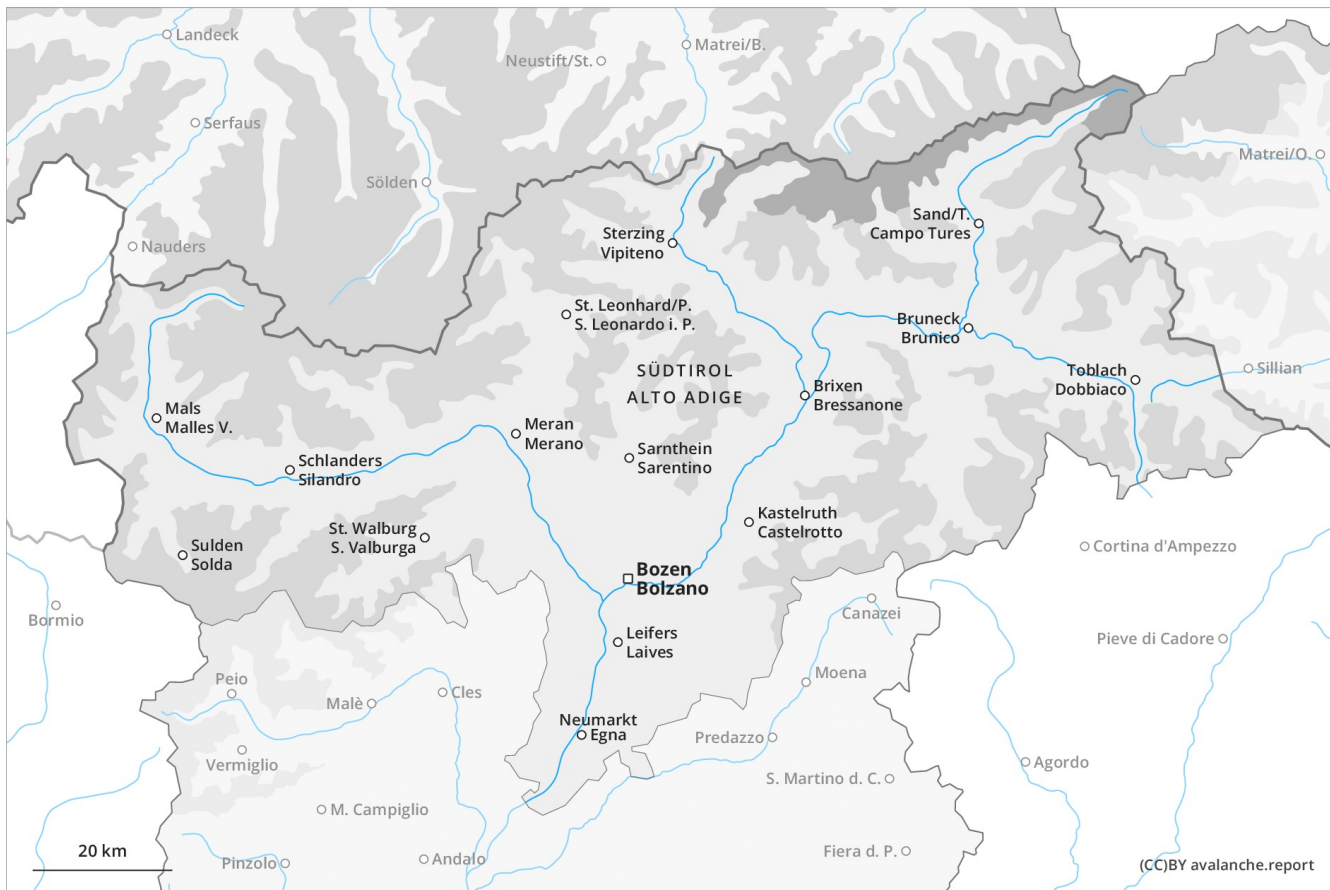 Landeck
Matrei/B.
Neustift/St.
Serfaus
Matrei/O.
Sölden
Sand/T.
Campo Tures
Sterzing
Vipiteno
Nauders
St. Leonhard/P.
S. Leonardo i. P.
Bruneck
Brunico
SÜDTIROL
ALTO ADIGE
Toblach
Dobbiaco
Sillian
Brixen
Bressanone
Mals
Malles V.
Meran
Merano
Sarnthein
Sarentino
Schlanders
Silandro
Kastelruth
Castelrotto
St. Walburg
S. Valburga
Sulden
Solda
Cortina d'Ampezzo
Bozen
Bolzano
Bormio
Canazei
Leifers
Laives
Pieve di Cadore
Peio
Moena
Malè
Cles
Neumarkt
Egna
Predazzo
Vermiglio
Agordo
S. Martino d. C.
M. Campiglio
20 km
Andalo
Fiera d. P.
Pinzolo
(CC)BY avalanche.report